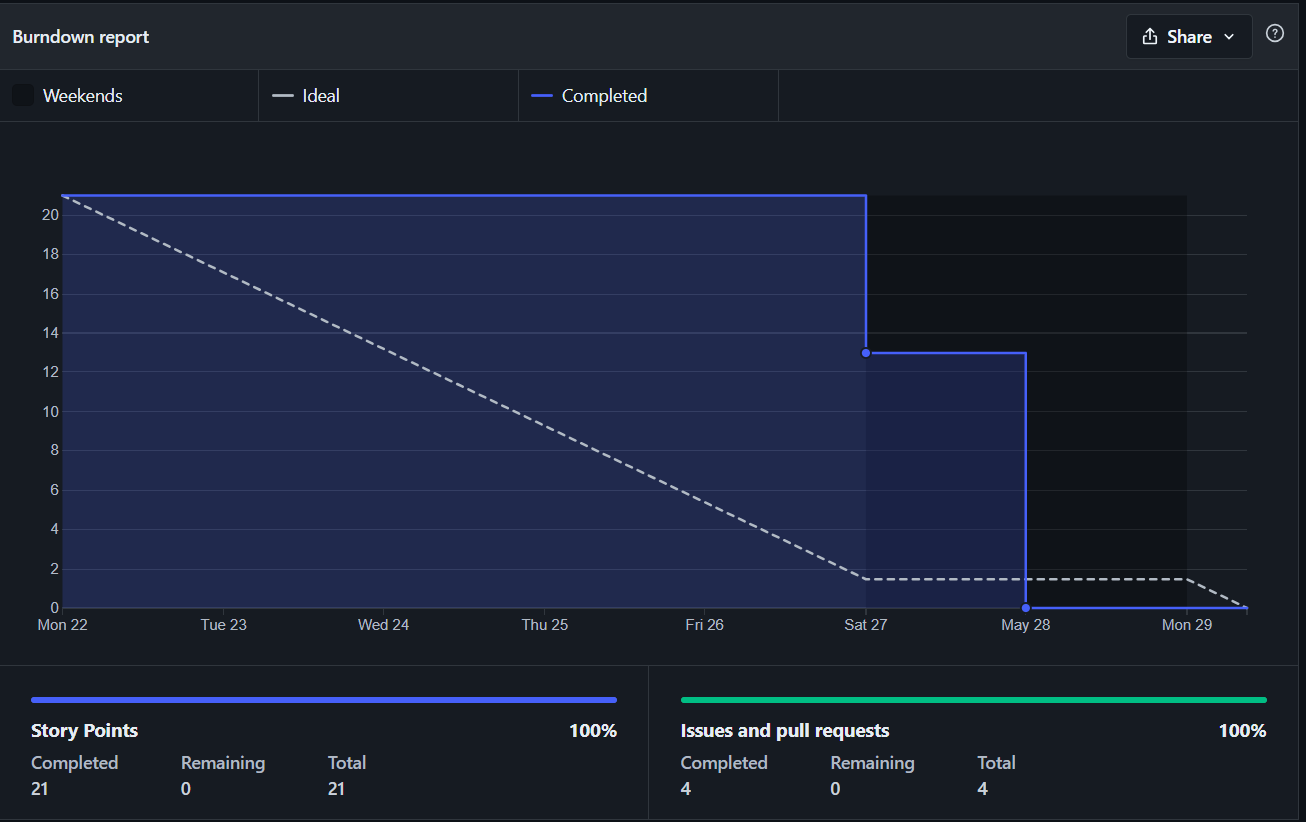 Burndown report
Share
Weekends
Ideal
Completed
20
18
16
14
12
10
8
6
4
2
0
Mon 22 Tue 23 Wed 24 Thu 25 Fri 26 Sat 27 May 28 Mon 29
Story Points 100%
Completed Remaining Total
21 0 21
Issues and pull requests 100%
Completed Remaining Total
4 0 4